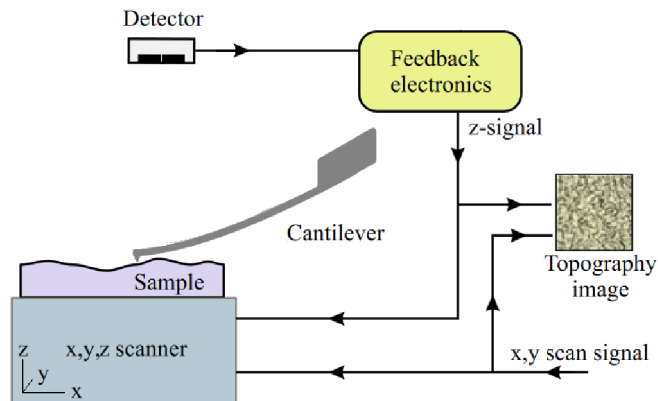 Detector
Feedback
electronics
z-signal
Cantilever
Topography
image
Sample
x,y,z scanner
x,y scan signal
z
y
x